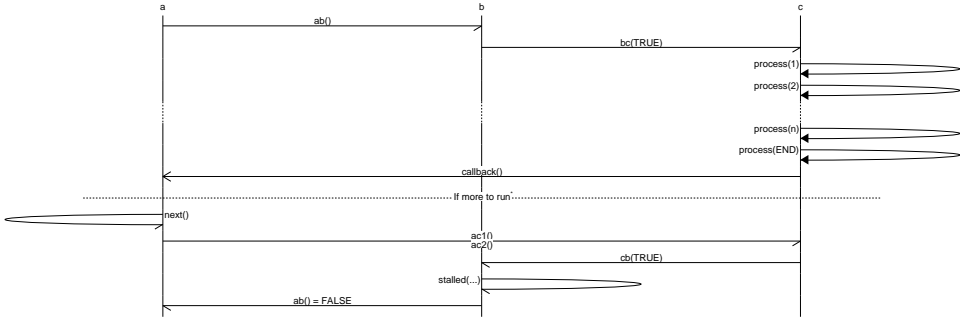 a b c
ab()
bc(TRUE)
process(1)
process(2)
process(n)
process(END)
callback()
If more to run`
next()
ac1()
ac2()
cb(TRUE)
stalled(...)
ab() = FALSE